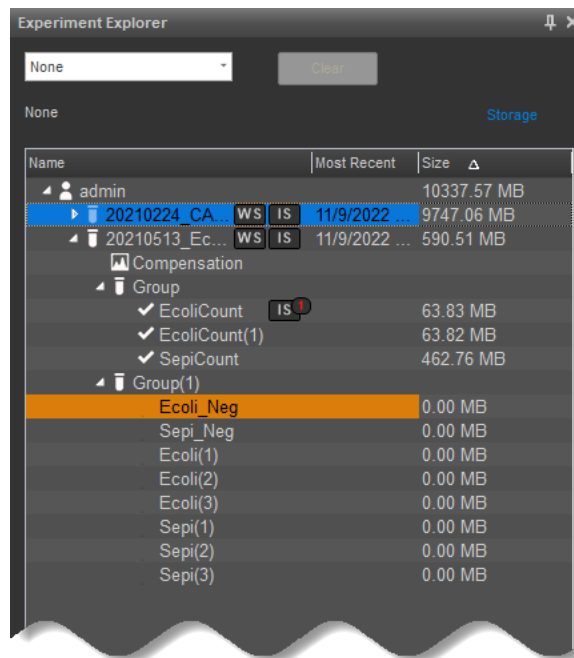 Experiment Explorer
None Clear
None Storage
Name Most Recent Size
admin 10337.57 MB
20210224_CA... WS IS 11/9/2022 ... 9747.06 MB
20210513_Ec... WS IS 11/9/2022 ... 590.51 MB
Compensation
Group
EcoliCount IS 1 63.83 MB
EcoliCount(1) 63.82 MB
SepiCount 462.76 MB
Group(1)
Ecoli_Neg 0.00 MB
Sepi_Neg 0.00 MB
Ecoli(1) 0.00 MB
Ecoli(2) 0.00 MB
Ecoli(3) 0.00 MB
Sepi(1) 0.00 MB
Sepi(2) 0.00 MB
Sepi(3) 0.00 MB